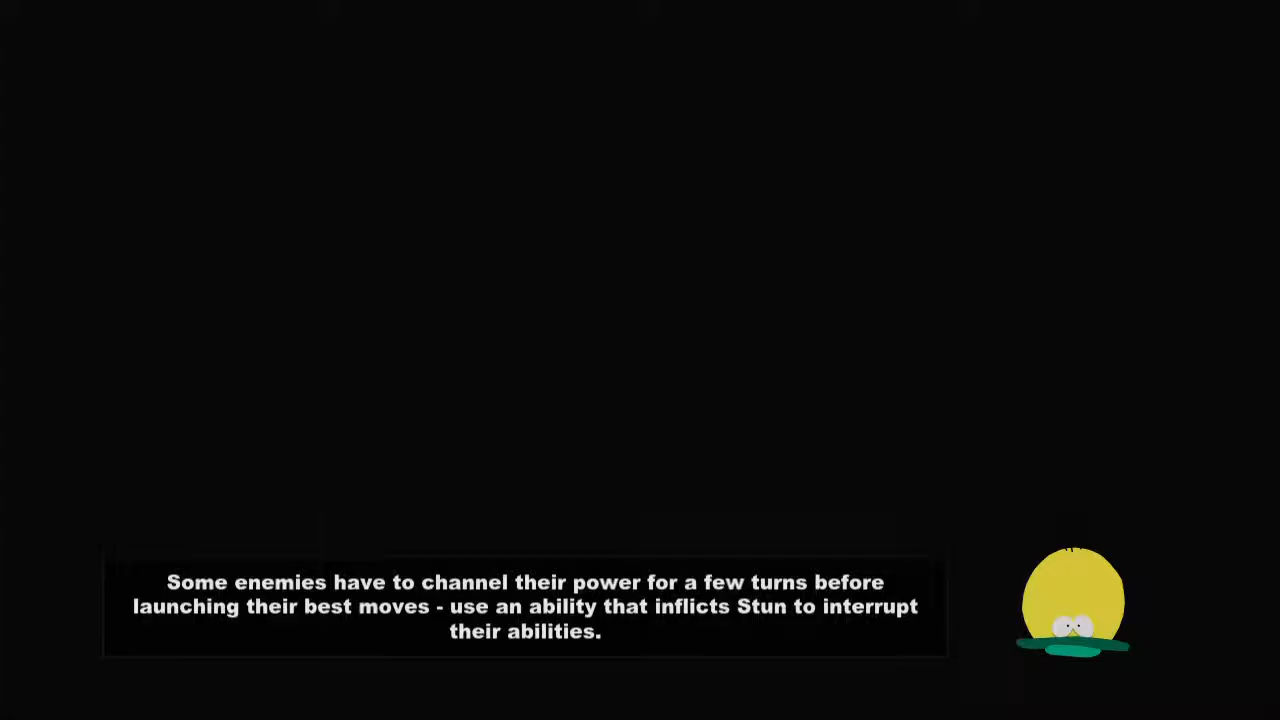 Some enemies have to channel their power for a few turns before
launching their best moves - use an ability that inflicts Stun to interrupt
their abilities.